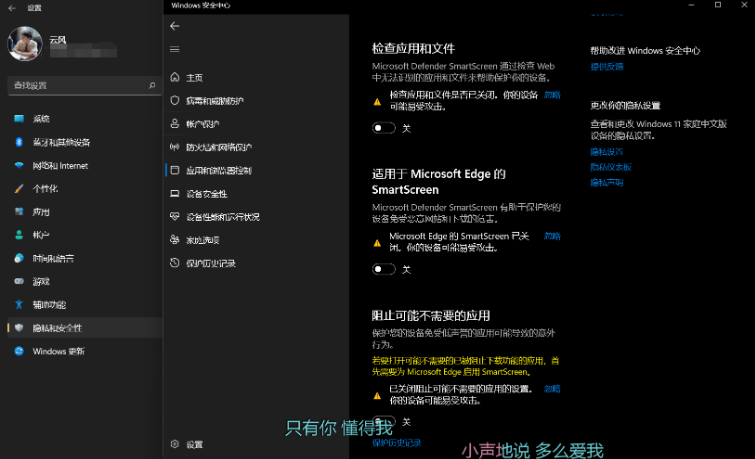 设置
云风
查找设置
系统
蓝牙和其他设备
网络和 Internet
个性化
应用
帐户
时间和语言
游戏
辅助功能
隐私和安全性
Windows 更新
Windows 安全中心
主页
病毒和威胁防护
帐户保护
防火墙和网络保护
应用和浏览器控制
设备安全性
设备性能和运行状况
家庭选项
保护历史记录
设置
检查应用和文件
Microsoft Defender SmartScreen 通过检查 Web
中无法识别的应用和文件来帮助保护你的设备。
检查应用和文件是否已关闭。你的设备 忽略
可能易受攻击。
关
适用于 Microsoft Edge 的
SmartScreen
Microsoft Defender SmartScreen 有助于保护您的
设备免受恶意网站和下载的危害。
Microsoft Edge 的 SmartScreen 已关 忽略
闭。你的设备可能易受攻击。
关
阻止可能不需要的应用
保护您的设备免受低声誉的应用可能导致的意外
行为。
若要打开可能不需要的已被阻止下载功能的应用，首
先需要为 Microsoft Edge 启用 SmartScreen。
已关闭阻止可能不需要的应用的设置。 忽略
你的设备可能易受攻击。
关
保护历史记录
帮助改进 Windows 安全中心
提供反馈
更改你的隐私设置
查看和更改 Windows 11 家庭中文版
设备的隐私设置。
隐私设置
隐私仪表板
隐私声明
只有你 懂得我
小声地说 多么爱我